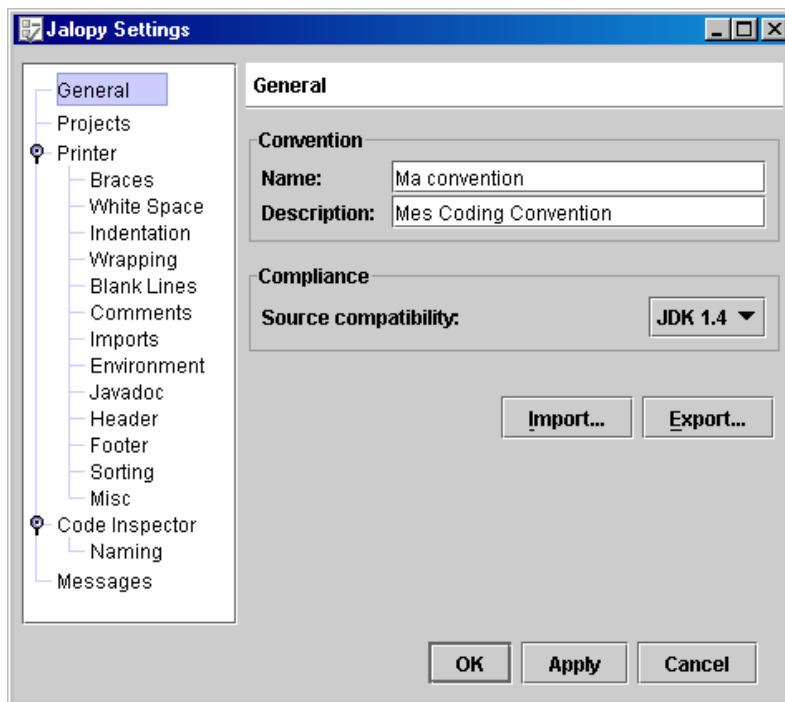 Jalopy Settings
General
Projects
Printer
Braces
White Space
Indentation
Wrapping
Blank Lines
Comments
Imports
Environment
Javadoc
Header
Footer
Sorting
Misc
Code Inspector
Naming
Messages
General
Convention
Name: Ma convention
Description: Mes Coding Convention
Compliance
Source compatibility: JDK 1.4
Import... Export...
OK Apply Cancel